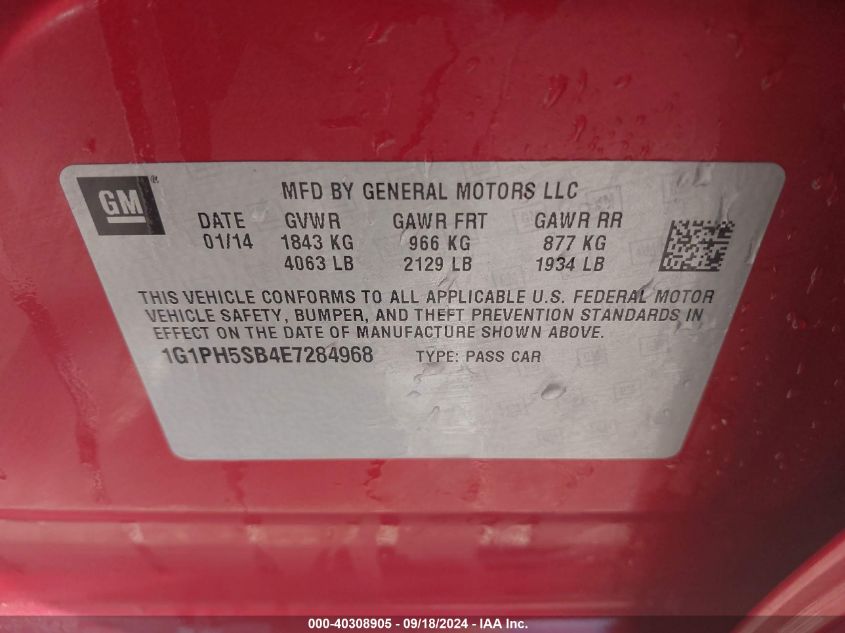 GM®
MFD BY GENERAL MOTORS LLC
DATE GVWR GAWR FRT GAWR RR
01/14 1843 KG 966 KG 877 KG
4063 LB 2129 LB 1934 LB
THIS VEHICLE CONFORMS TO ALL APPLICABLE U.S. FEDERAL MOTOR
VEHICLE SAFETY, BUMPER, AND THEFT PREVENTION STANDARDS IN
EFFECT ON THE DATE OF MANUFACTURE SHOWN ABOVE.
1G1PH5SB4E7284968 TYPE: PASS CAR
000-40308905 - 09/18/2024 - IAA Inc.